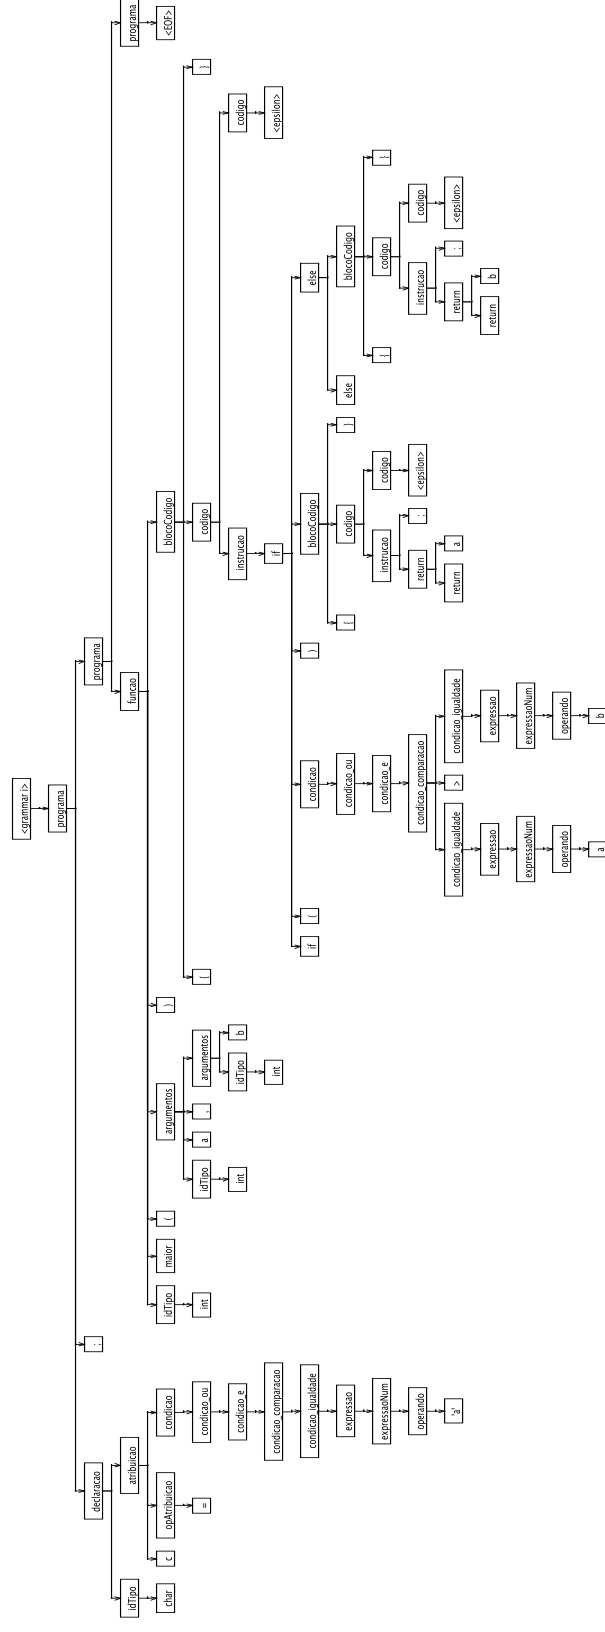 <grammar i>
programa
declaracao ; programa
idTipo atribuicao funcao programa
char c opAtribuicao condicao idTipo maior ( argumentos ) blocoCodigo <EOF>
= condicao_ou int idTipo a , argumentos { codigo }
condicao_e int idTipo b instrucao codigo
condicao_comparacao int if <epsilon>
condicao_igualdade if ( condicao ) blocoCodigo else
expressao condicao_ou { codigo } else blocoCodigo
expressaoNum condicao_e instrucao codigo { codigo }
operando condicao_comparacao return ; <epsilon> instrucao codigo
'a' condicao_igualdade > condicao_igualdade return a return ; <epsilon>
expressao expressao return b
expressaoNum expressaoNum
operando operando
a b